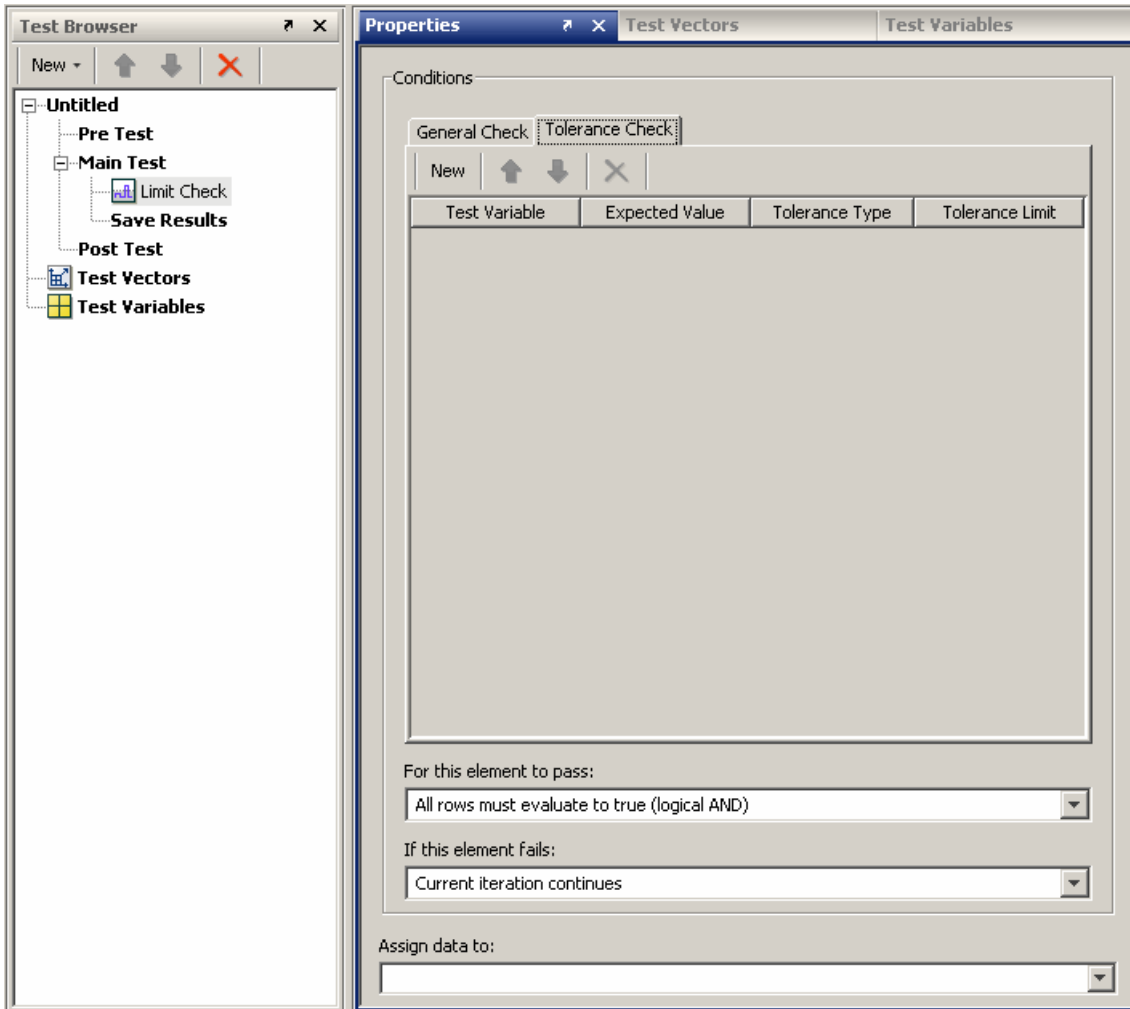 Test Browser
New
Untitled
Pre Test
Main Test
Limit Check
Save Results
Post Test
Test Vectors
Test Variables
Properties
Test Vectors
Test Variables
Conditions
General Check
Tolerance Check
New
Test Variable
Expected Value
Tolerance Type
Tolerance Limit
For this element to pass:
All rows must evaluate to true (logical AND)
If this element fails:
Current iteration continues
Assign data to: